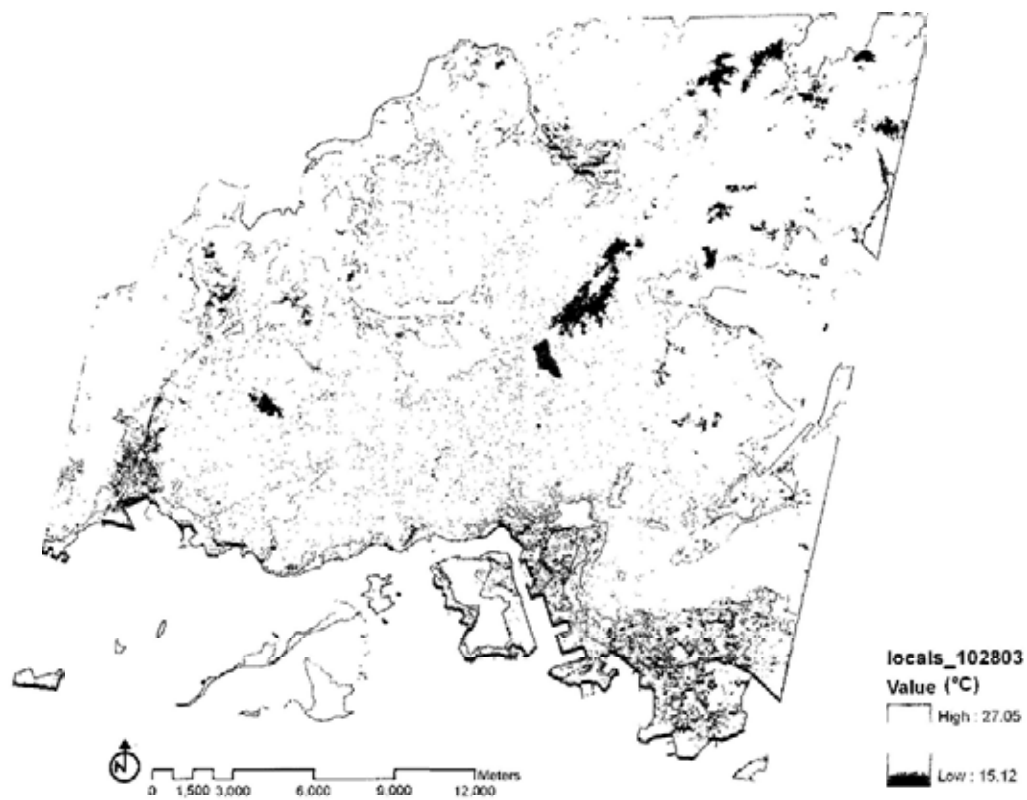 locals_102803
Value (°C)
High : 27.05
Low : 15.12
N
Meters
0 1,500 3,000 6,000 9,000 12,000